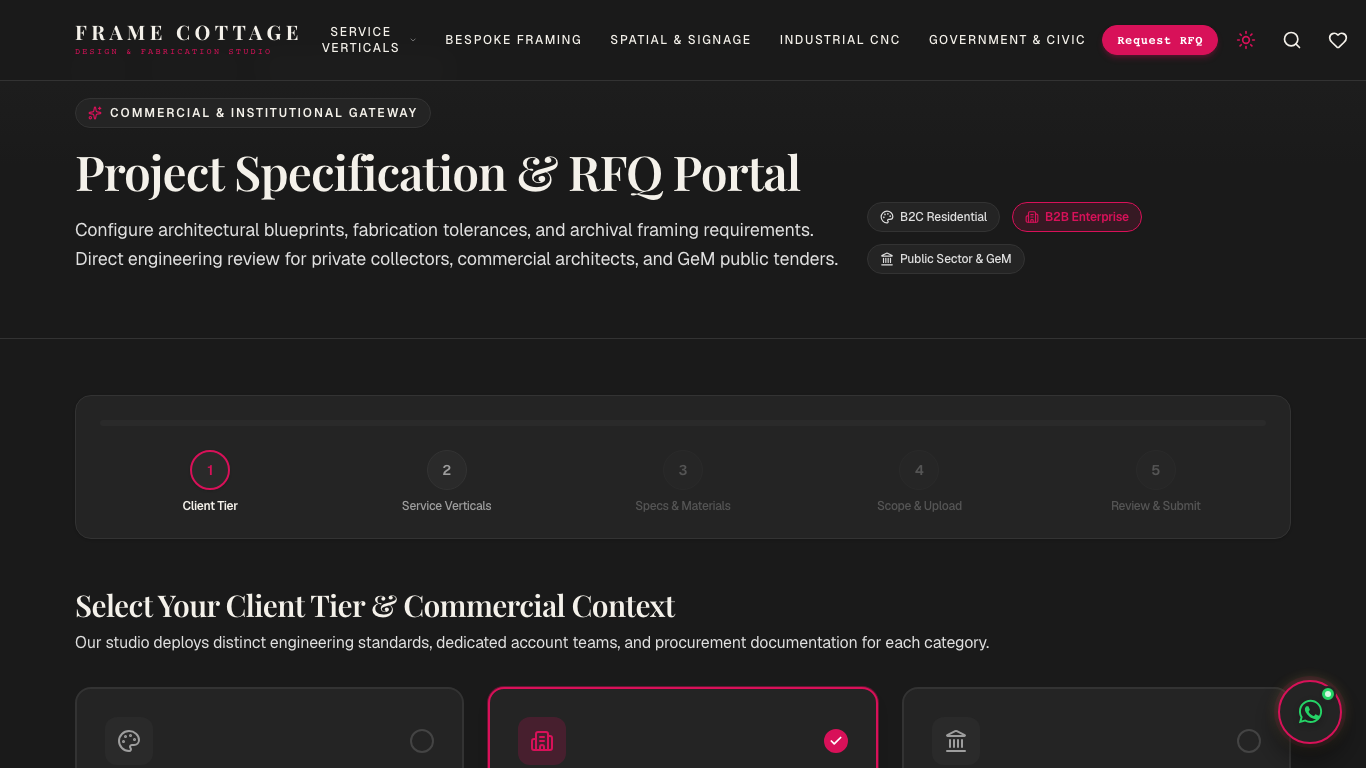 FRAME COTTAGE
DESIGN & FABRICATION STUDIO
SERVICE
VERTICALS
BESPOKE FRAMING
SPATIAL & SIGNAGE
INDUSTRIAL CNC
GOVERNMENT & CIVIC
Request RFQ
COMMERCIAL & INSTITUTIONAL GATEWAY
Project Specification & RFQ Portal
Configure architectural blueprints, fabrication tolerances, and archival framing requirements.
Direct engineering review for private collectors, commercial architects, and GeM public tenders.
B2C Residential
B2B Enterprise
Public Sector & GeM
1
2
3
4
5
Client Tier
Service Verticals
Specs & Materials
Scope & Upload
Review & Submit
Select Your Client Tier & Commercial Context
Our studio deploys distinct engineering standards, dedicated account teams, and procurement documentation for each category.